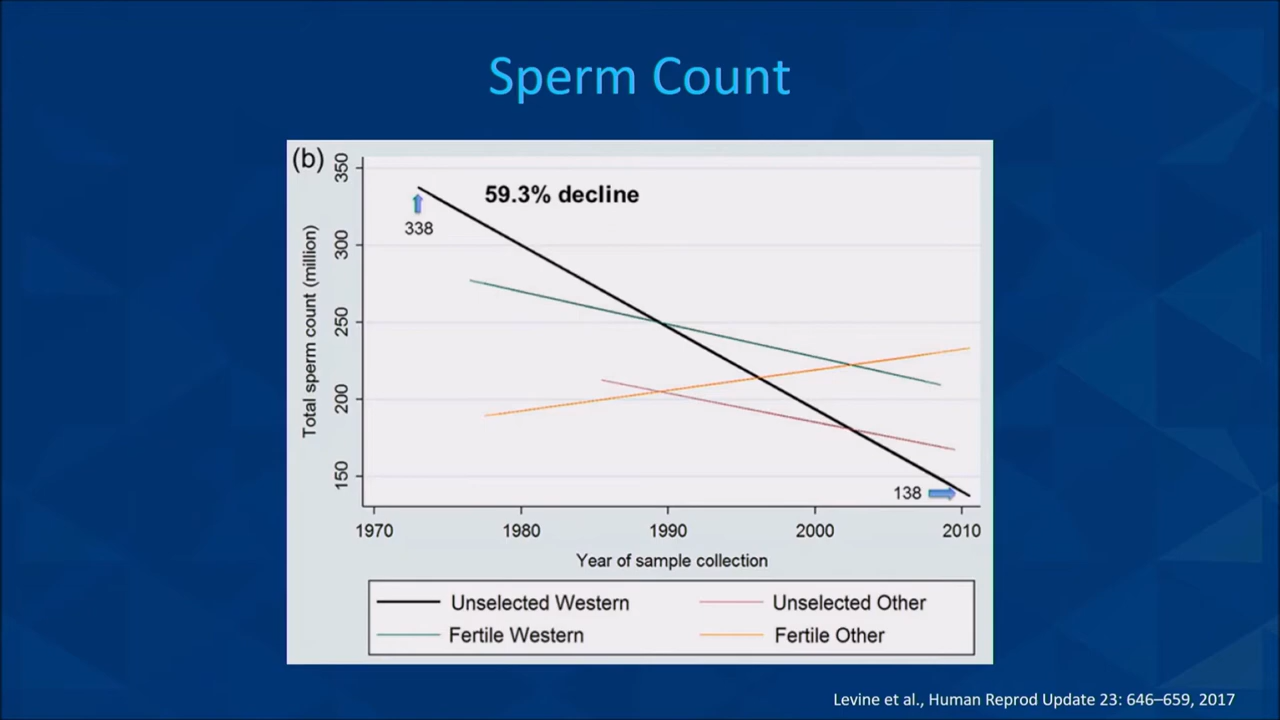 Sperm Count
(b)
59.3% decline
338
138
Total sperm count (million)
350
300
250
200
150
1970 1980 1990 2000 2010
Year of sample collection
Unselected Western Unselected Other
Fertile Western Fertile Other
Levine et al., Human Reprod Update 23: 646–659, 2017